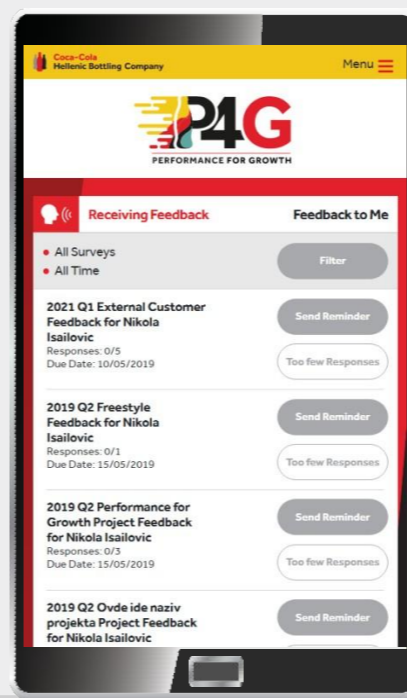 Coca-Cola
Hellenic Bottling Company
Menu
P4G
PERFORMANCE FOR GROWTH
Receiving Feedback
Feedback to Me
All Surveys
All Time
Filter
2021 Q1 External Customer
Feedback for Nikola
Isailovic
Responses: 0/5
Due Date: 10/05/2019
Send Reminder
Too few Responses
2019 Q2 Freestyle
Feedback for Nikola
Isailovic
Responses: 0/1
Due Date: 15/05/2019
Send Reminder
Too few Responses
2019 Q2 Performance for
Growth Project Feedback
for Nikola Isailovic
Responses: 0/3
Due Date: 15/05/2019
Send Reminder
Too few Responses
2019 Q2 Ovde ide naziv
projekta Project Feedback
for Nikola Isailovic
Send Reminder